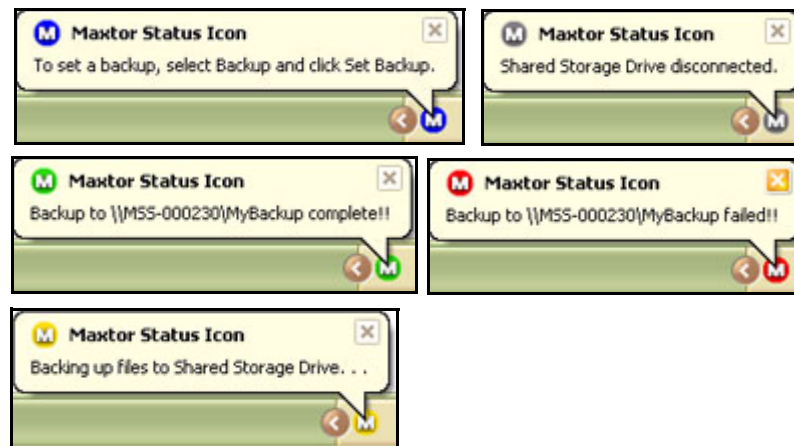 M Maxtor Status Icon
To set a backup, select Backup and click Set Backup.
M
M Maxtor Status Icon
Shared Storage Drive disconnected.
M
M Maxtor Status Icon
Backup to \\MSS-000230\MyBackup complete!!
M
M Maxtor Status Icon
Backup to \\MSS-000230\MyBackup failed!!
M
M Maxtor Status Icon
Backing up files to Shared Storage Drive. . .
M